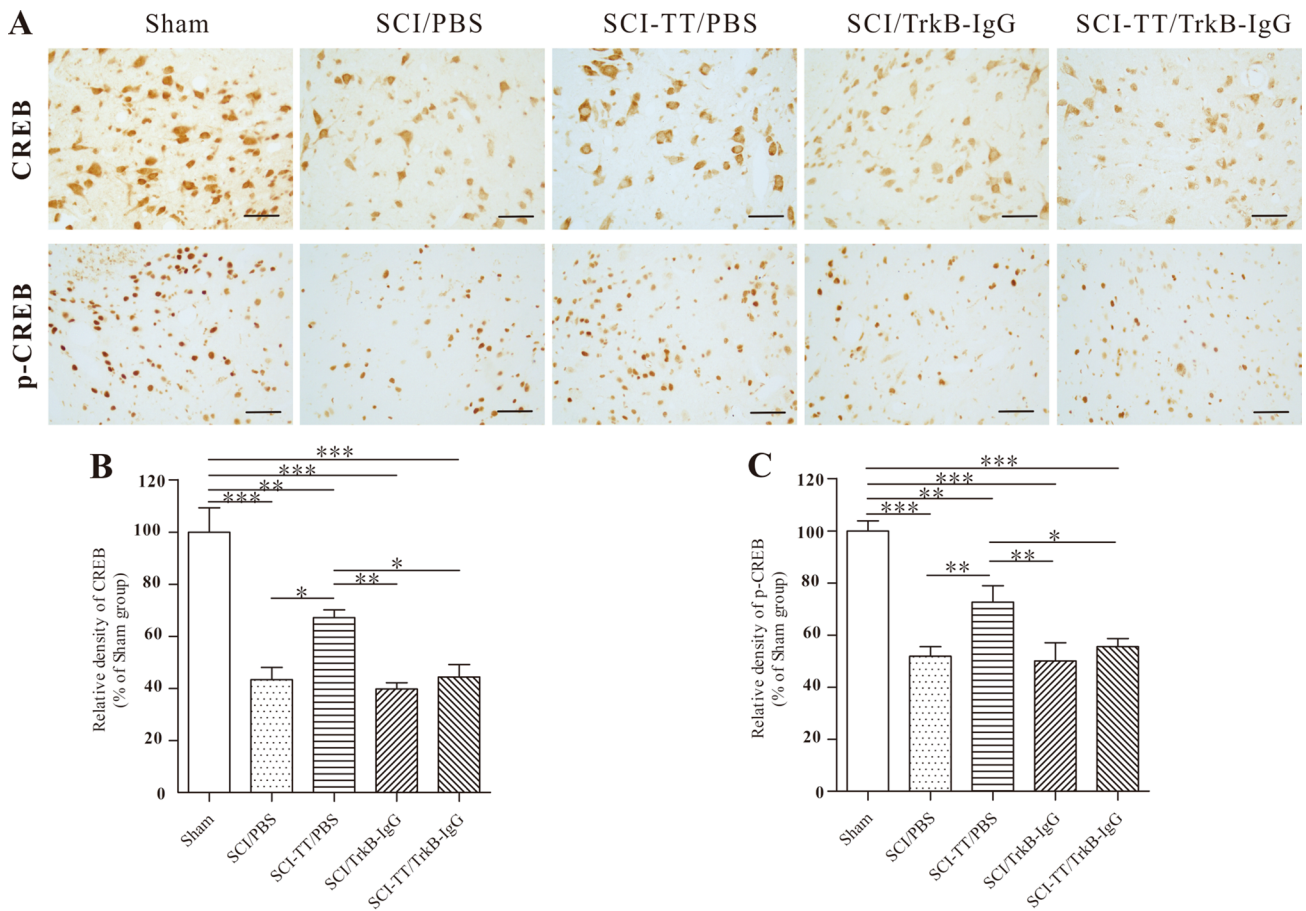 A
Sham
SCI/PBS
SCI-TT/PBS
SCI/TrkB-IgG
SCI-TT/TrkB-IgG
CREB
p-CREB
B
***
***
**
***
*
**
*
120
100
80
60
40
20
0
Relative density of CREB
(% of Sham group)
Sham
SCI/PBS
SCI-TT/PBS
SCI/TrkB-IgG
SCI-TT/TrkB-IgG
C
***
***
**
***
*
**
**
120
100
80
60
40
20
0
Relative density of p-CREB
(% of Sham group)
Sham
SCI/PBS
SCI-TT/PBS
SCI/TrkB-IgG
SCI-TT/TrkB-IgG